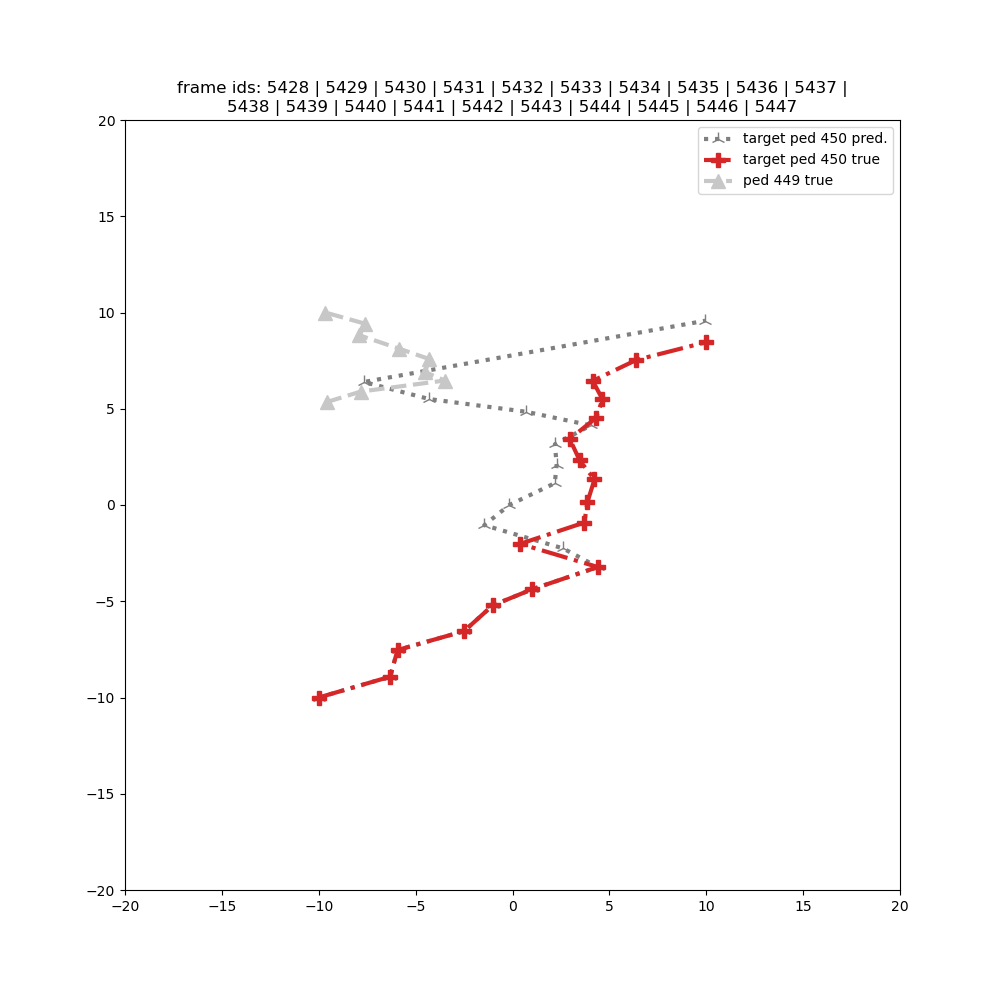 frame ids: 5428 | 5429 | 5430 | 5431 | 5432 | 5433 | 5434 | 5435 | 5436 | 5437 |
5438 | 5439 | 5440 | 5441 | 5442 | 5443 | 5444 | 5445 | 5446 | 5447
target ped 450 pred.
target ped 450 true
ped 449 true
20
15
10
5
0
−5
−10
−15
−20
−20 −15 −10 −5 0 5 10 15 20